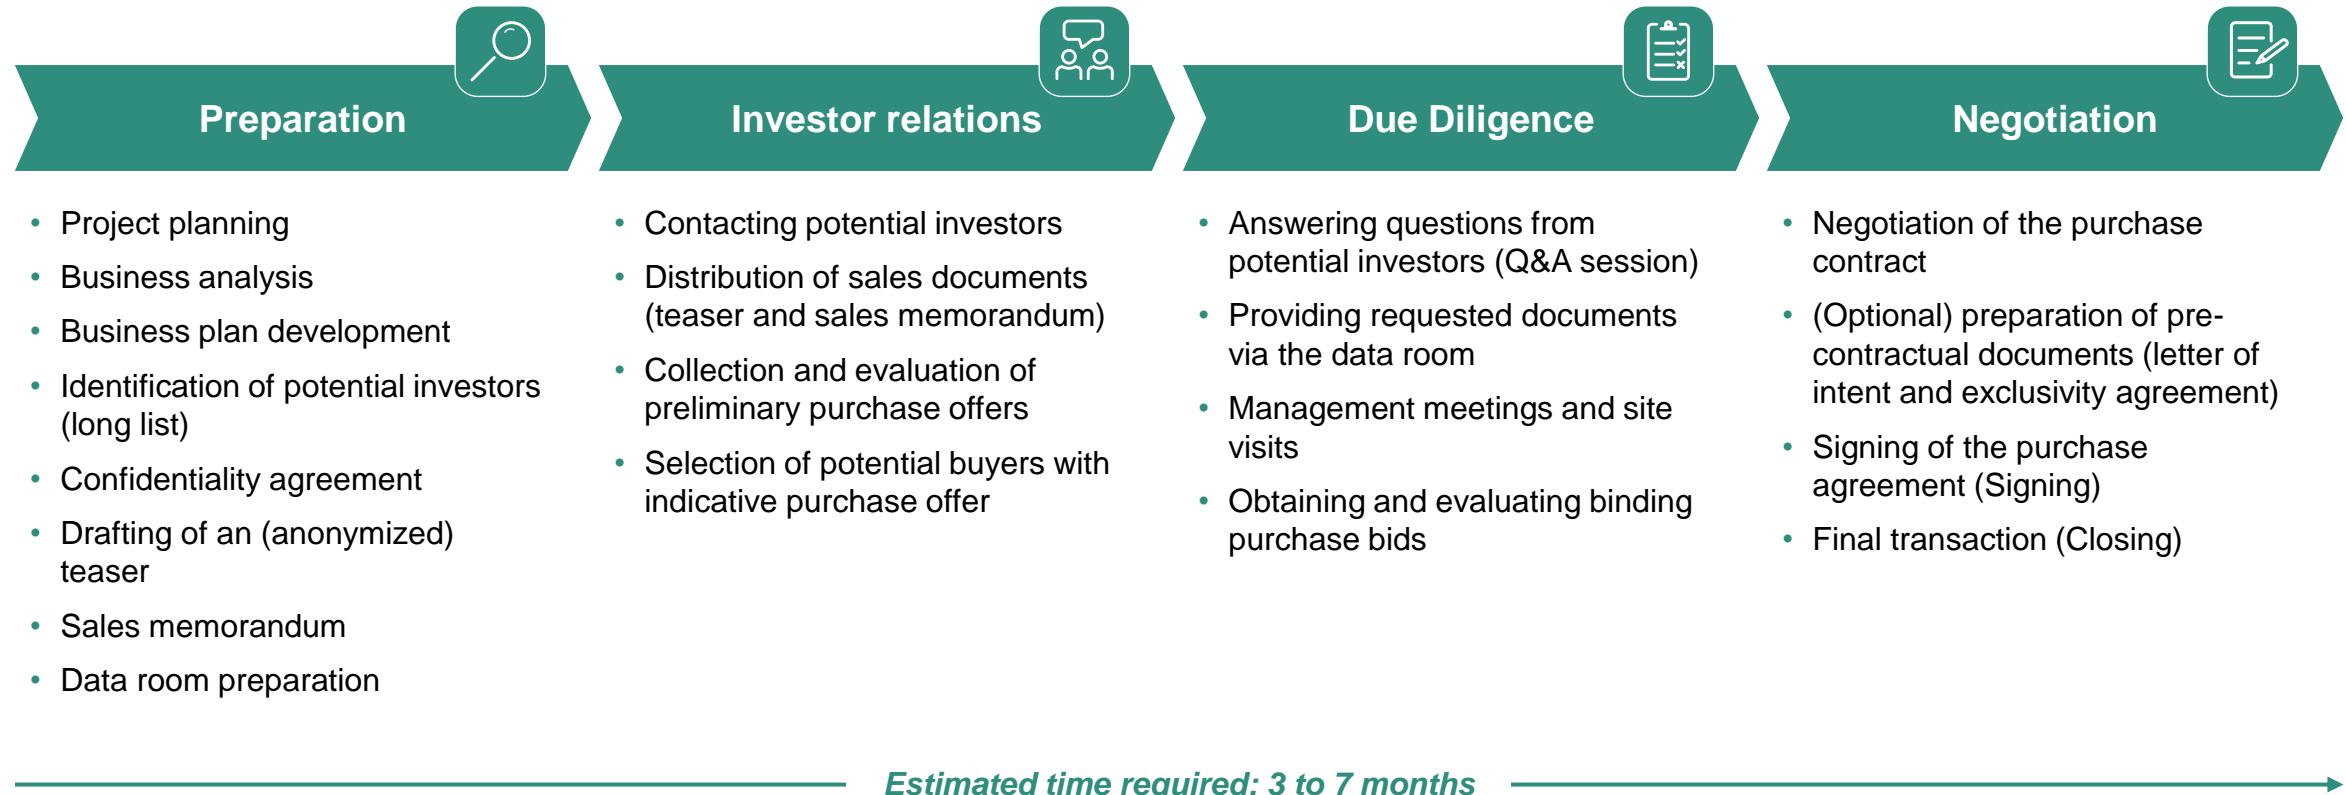 Preparation
Investor relations
Due Diligence
Negotiation
• Project planning
• Business analysis
• Business plan development
• Identification of potential investors
(long list)
• Confidentiality agreement
• Drafting of an (anonymized)
teaser
• Sales memorandum
• Data room preparation
• Contacting potential investors
• Distribution of sales documents
(teaser and sales memorandum)
• Collection and evaluation of
preliminary purchase offers
• Selection of potential buyers with
indicative purchase offer
• Answering questions from
potential investors (Q&A session)
• Providing requested documents
via the data room
• Management meetings and site
visits
• Obtaining and evaluating binding
purchase bids
• Negotiation of the purchase
contract
• (Optional) preparation of pre-
contractual documents (letter of
intent and exclusivity agreement)
• Signing of the purchase
agreement (Signing)
• Final transaction (Closing)
Estimated time required: 3 to 7 months